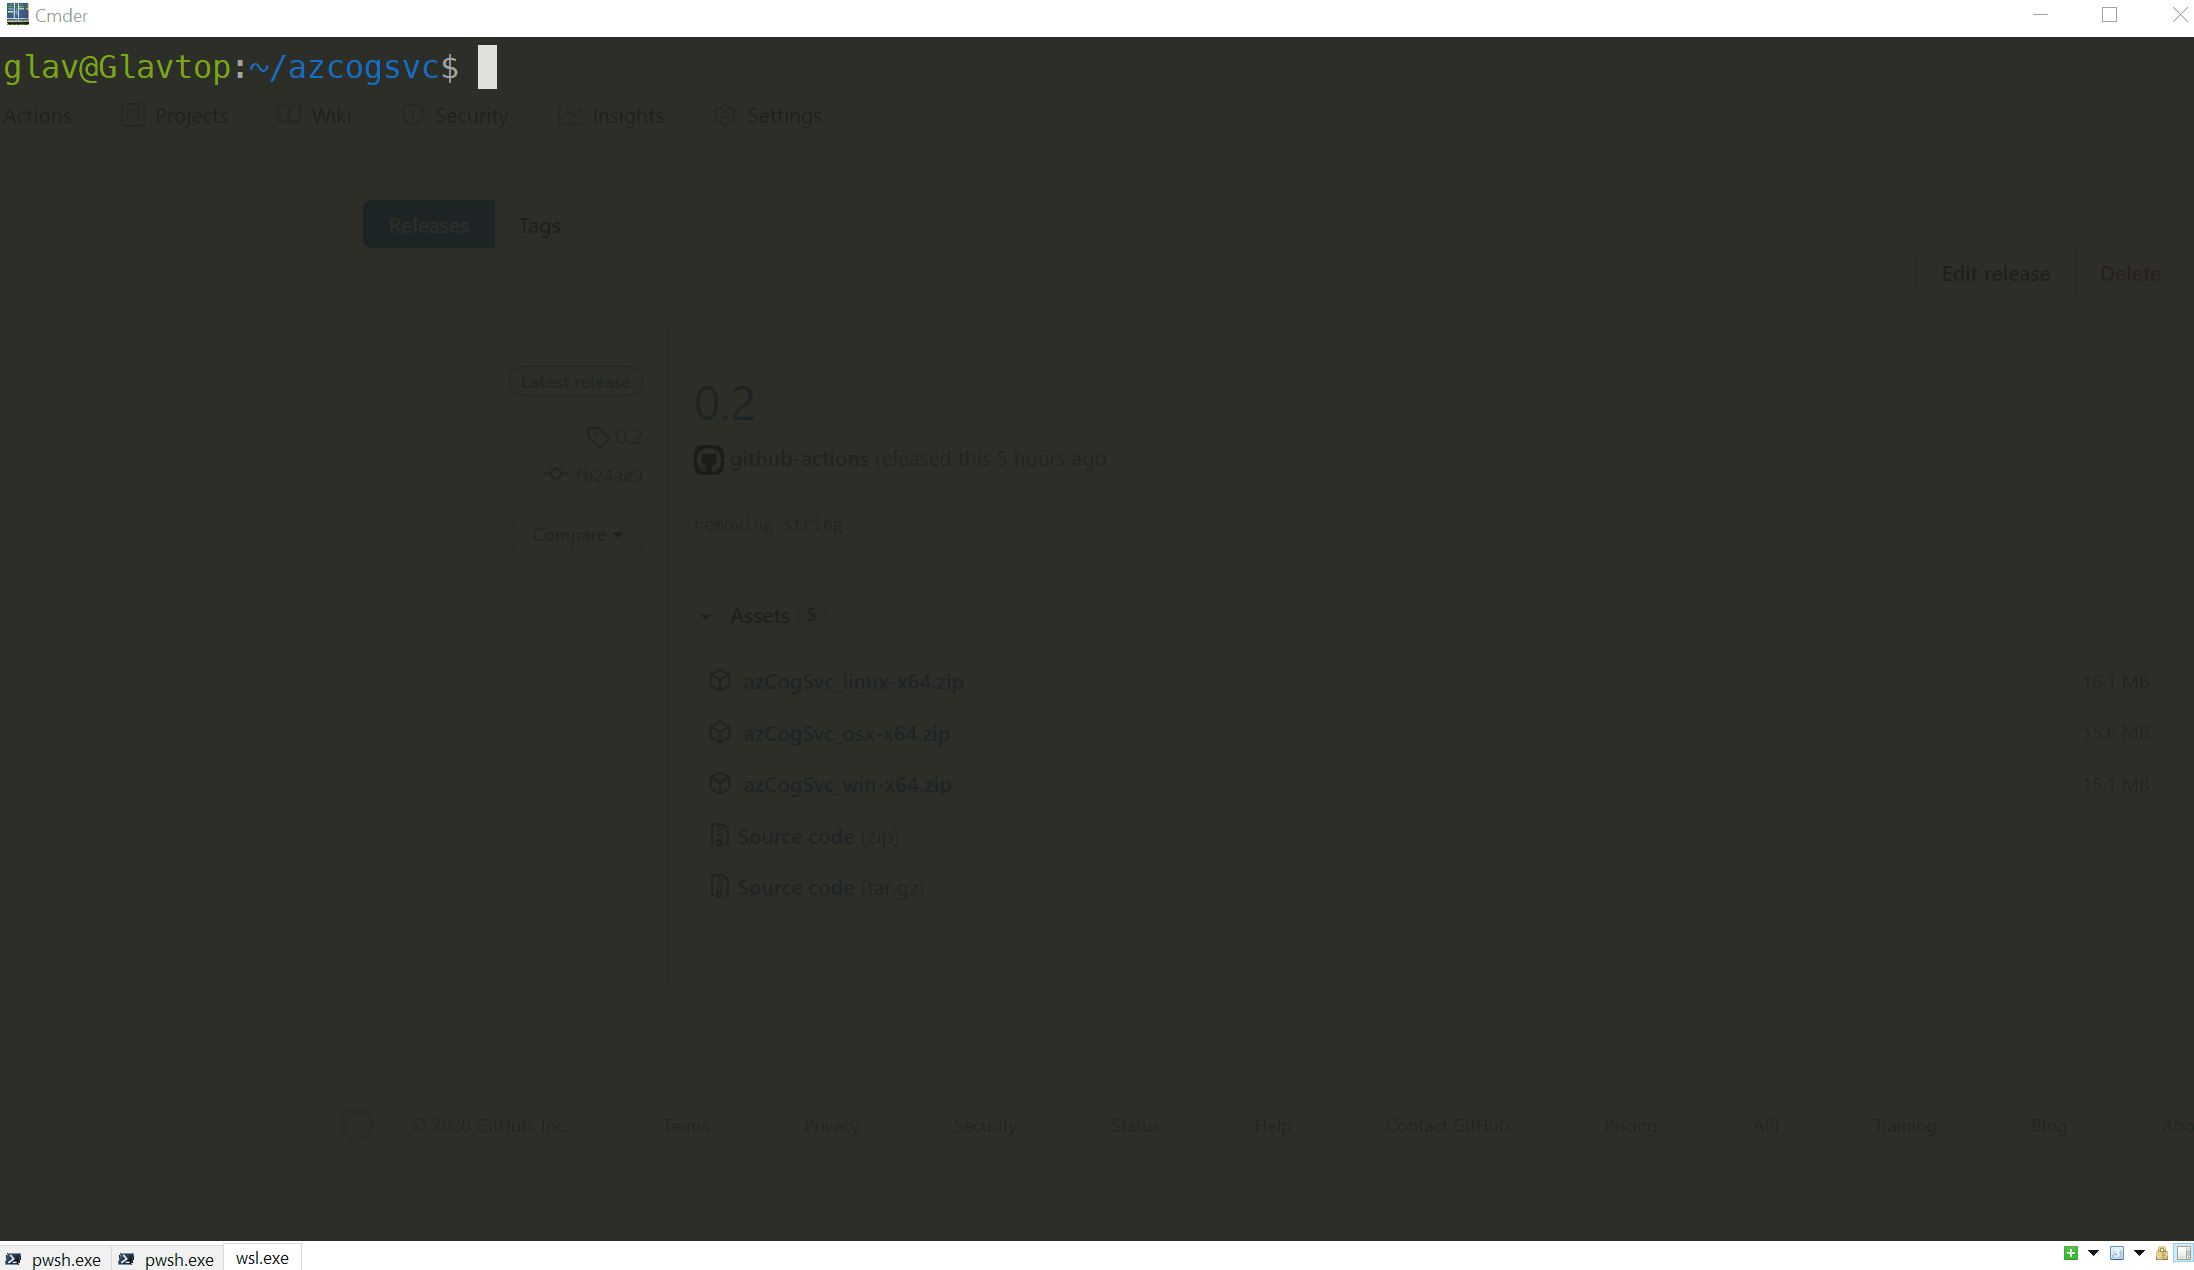 Cmder
glav@Glavtop:~/azcogsvc$
Actions Projects Wiki Security Insights Settings
Releases Tags
Edit release Delete
Latest release
0.2
0.2
github-actions released this 5 hours ago
fb24ae9
removing string
Compare
Assets 5
azCogSvc_linux-x64.zip 16.1 MB
azCogSvc_osx-x64.zip 15.6 MB
azCogSvc_win-x64.zip 15.1 MB
Source code (zip)
Source code (tar.gz)
© 2020 GitHub, Inc. Terms Privacy Security Status Help Contact GitHub Pricing API Training Blog Abo
pwsh.exe pwsh.exe wsl.exe